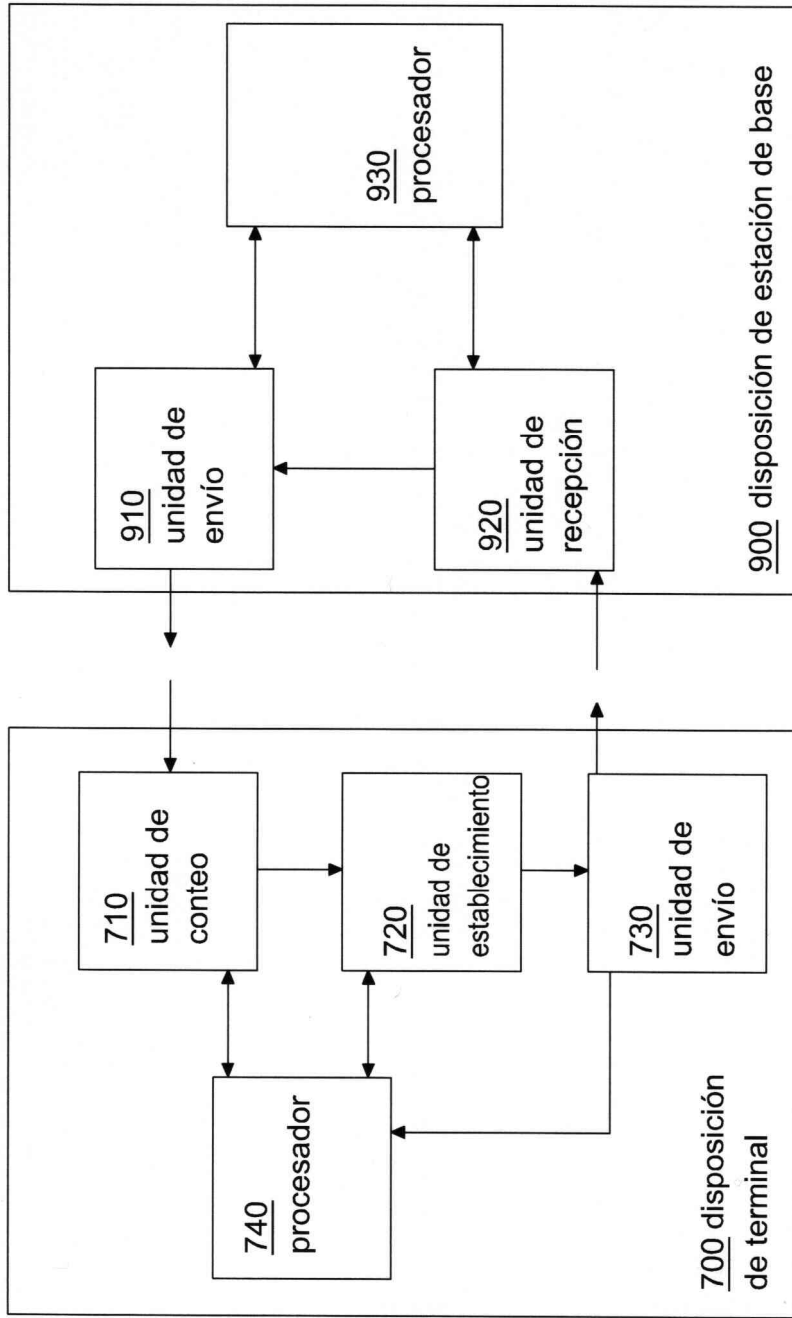 740
procesador
710
unidad de
conteo
720
unidad de
establecimiento
730
unidad de
envío
700 disposición
de terminal
910
unidad de
envío
920
unidad de
recepción
930
procesador
900 disposición de estación de base